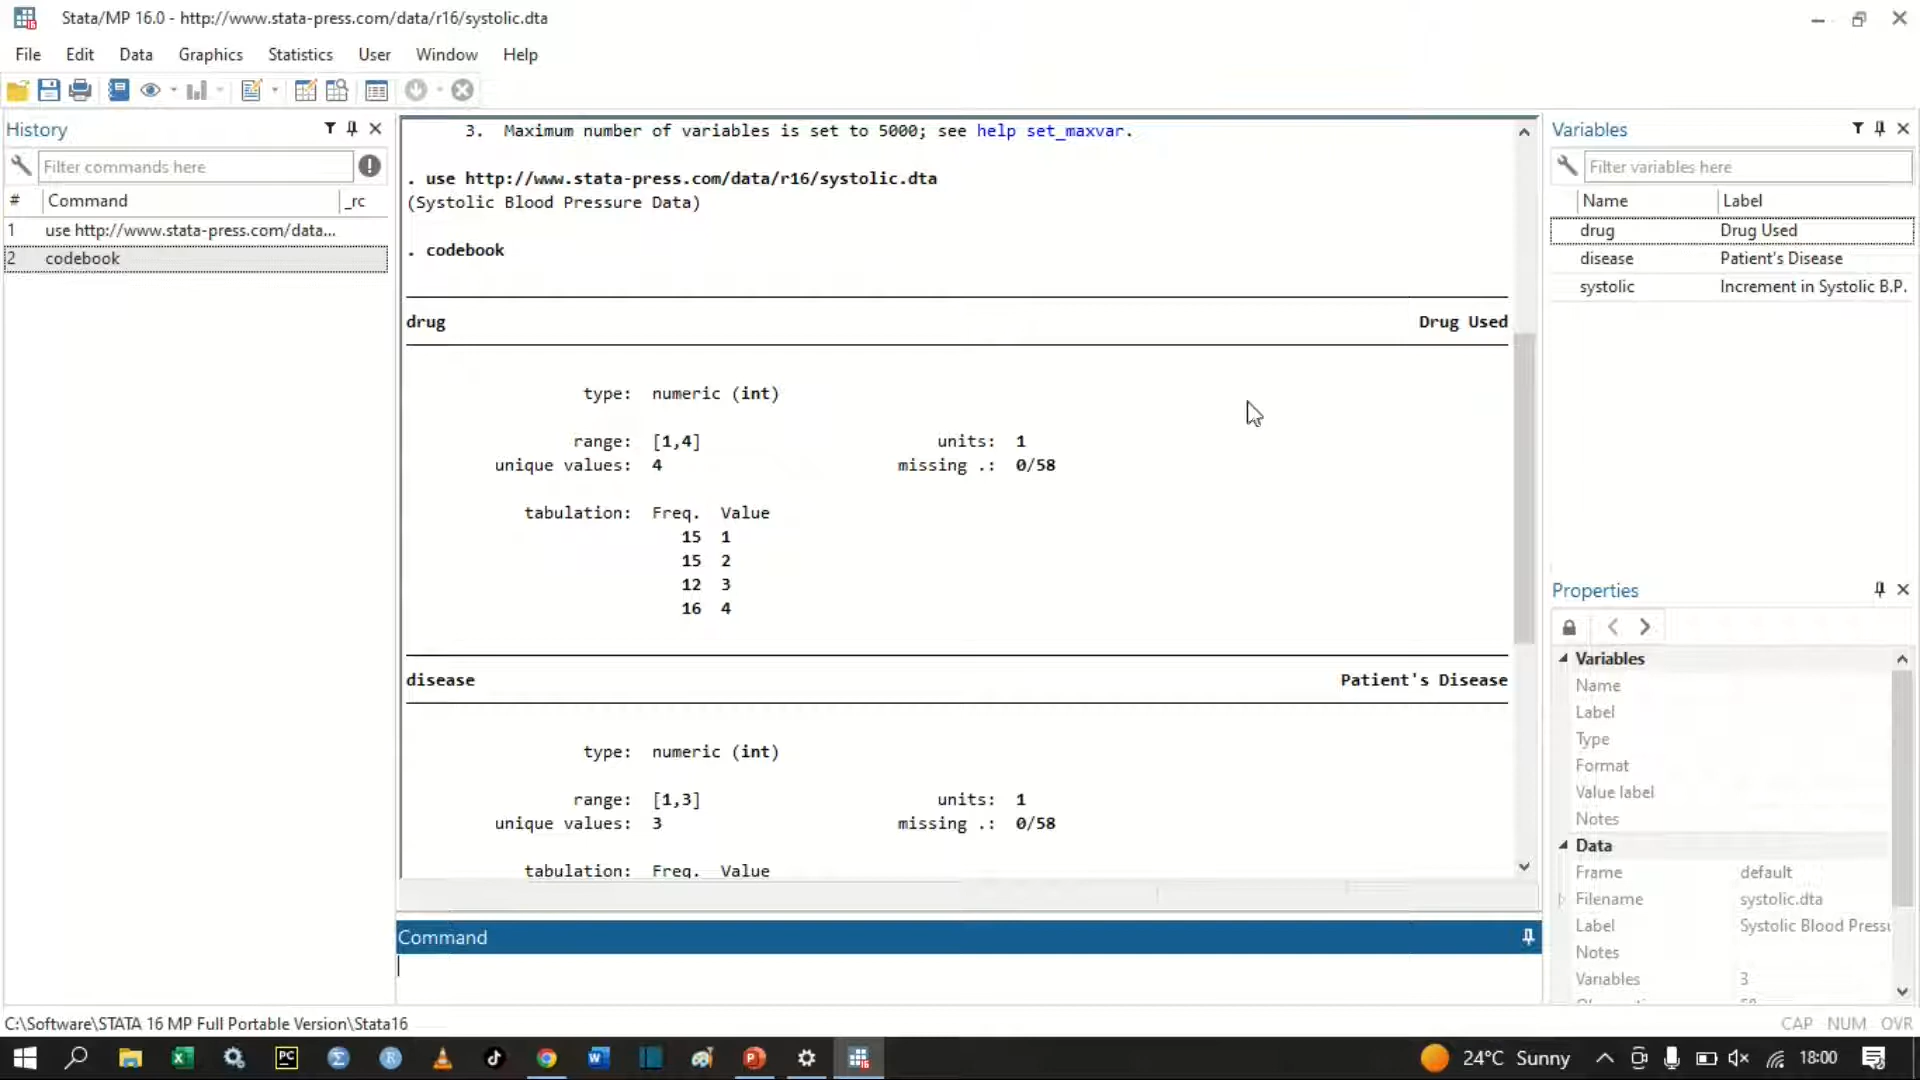 Stata/MP 16.0 - http://www.stata-press.com/data/r16/systolic.dta
File Edit Data Graphics Statistics User Window Help
History
Filter commands here
# Command _rc
1 use http://www.stata-press.com/data...
2 codebook
3. Maximum number of variables is set to 5000; see help set_maxvar.
. use http://www.stata-press.com/data/r16/systolic.dta
(Systolic Blood Pressure Data)
. codebook
drug Drug Used
type: numeric (int)
range: [1,4] units: 1
unique values: 4 missing .: 0/58
tabulation: Freq. Value
15 1
15 2
12 3
16 4
disease Patient's Disease
type: numeric (int)
range: [1,3] units: 1
unique values: 3 missing .: 0/58
tabulation: Freq. Value
Command
Variables
Filter variables here
Name Label
drug Drug Used
disease Patient's Disease
systolic Increment in Systolic B.P.
Properties
Variables
Name
Label
Type
Format
Value label
Notes
Data
Frame default
Filename systolic.dta
Label Systolic Blood Pressu
Notes
Variables 3
C:\Software\STATA 16 MP Full Portable Version\Stata16
CAP NUM OVR
24°C Sunny
18:00